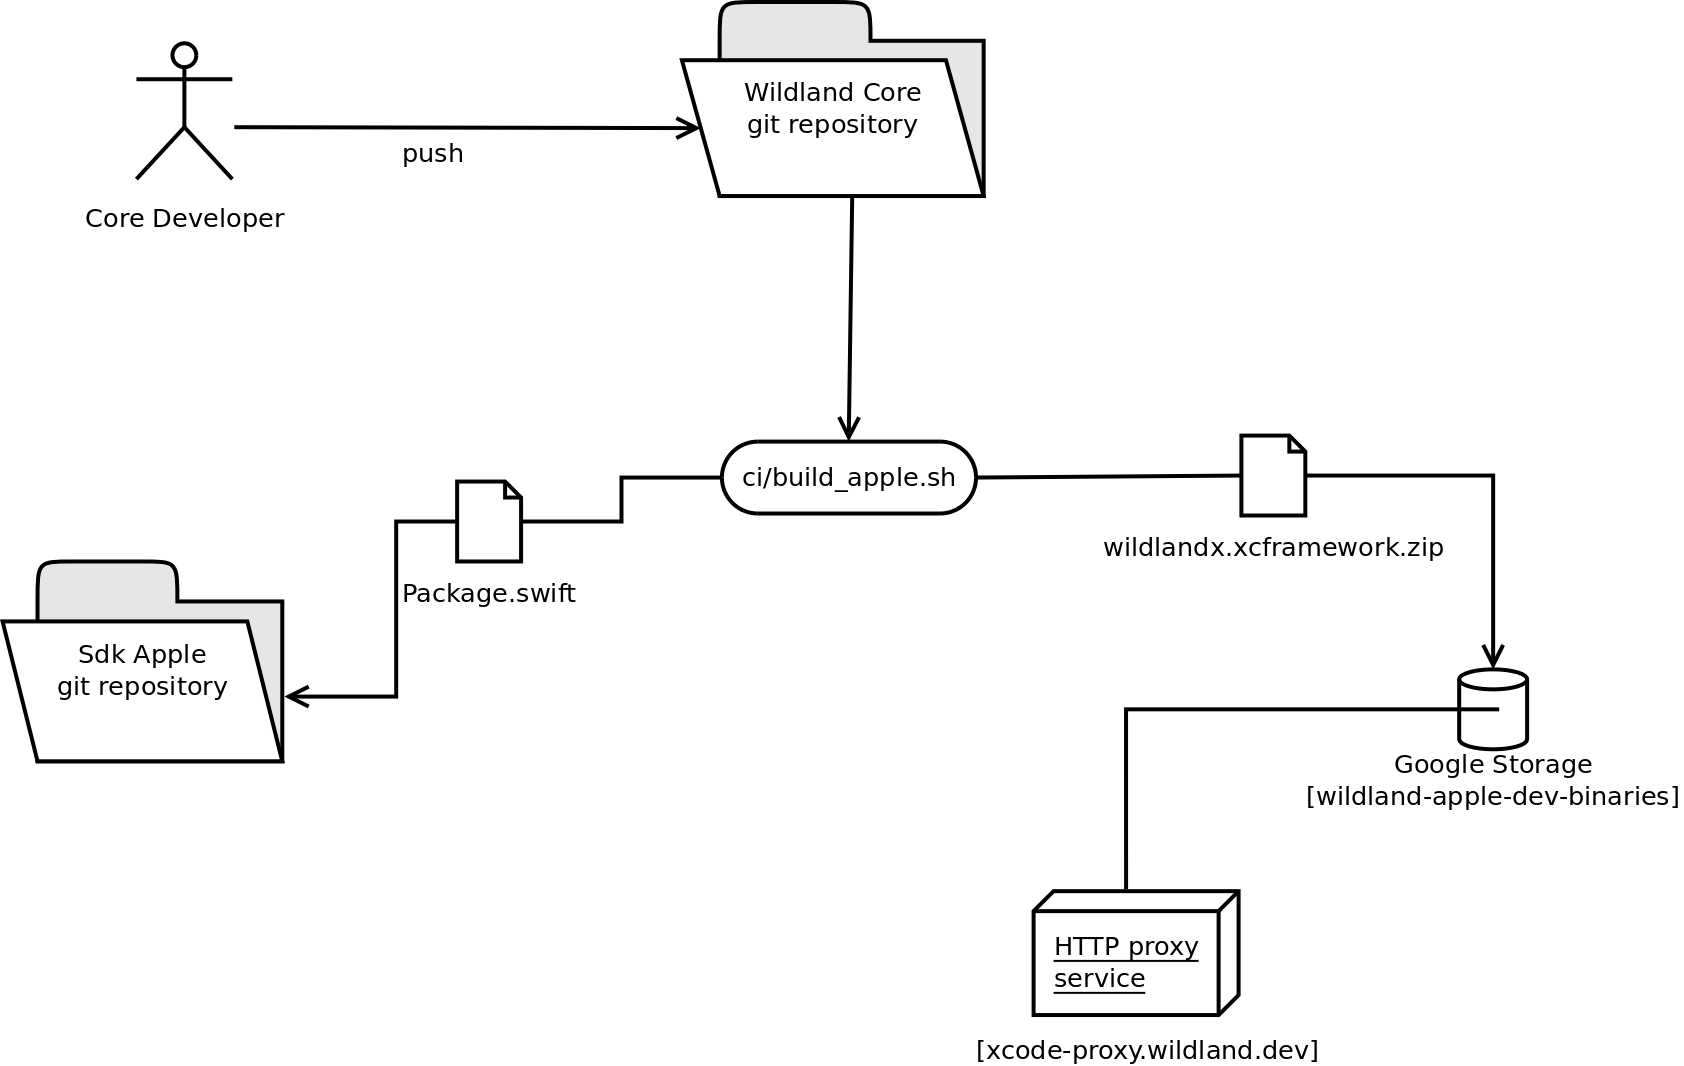 Wildland Core
git repository
push
Core Developer
ci/build_apple.sh
wildlandx.xcframework.zip
Package.swift
Sdk Apple
git repository
Google Storage
[wildland-apple-dev-binaries]
HTTP proxy
service
[xcode-proxy.wildland.dev]